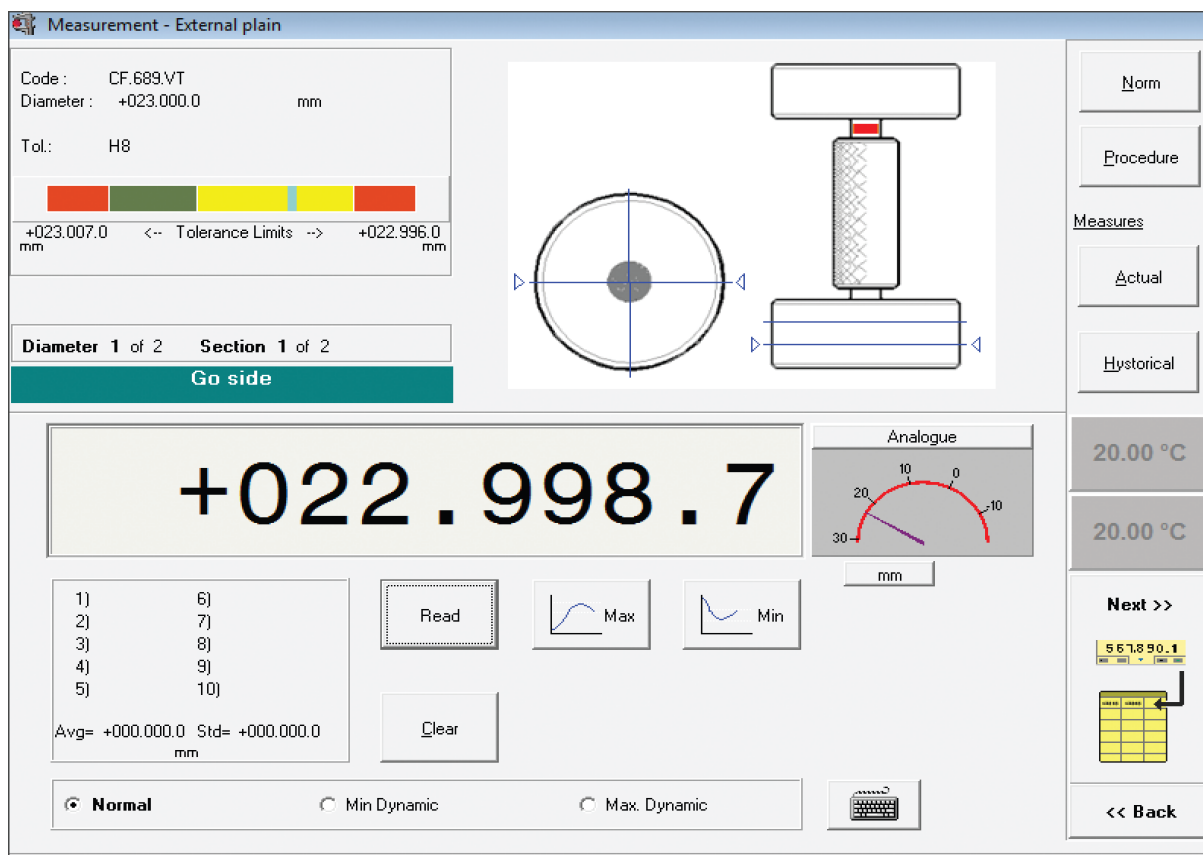 Measurement - External plain
Code : CF.689.VT
Diameter : +023.000.0 mm
Tol.: H8
+023.007.0 <-- Tolerance Limits --> +022.996.0
mm mm
Diameter 1 of 2 Section 1 of 2
Go side
Norm
Procedure
Measures
Actual
Hystorical
+022.998.7
Analogue
30 20 10 0 -10
mm
20.00 °C
20.00 °C
1) 6)
2) 7)
3) 8)
4) 9)
5) 10)
Avg= +000.000.0 Std= +000.000.0
mm
Read
Max
Min
Clear
Next >>
567.890.1
Normal
Min Dynamic
Max. Dynamic
<< Back